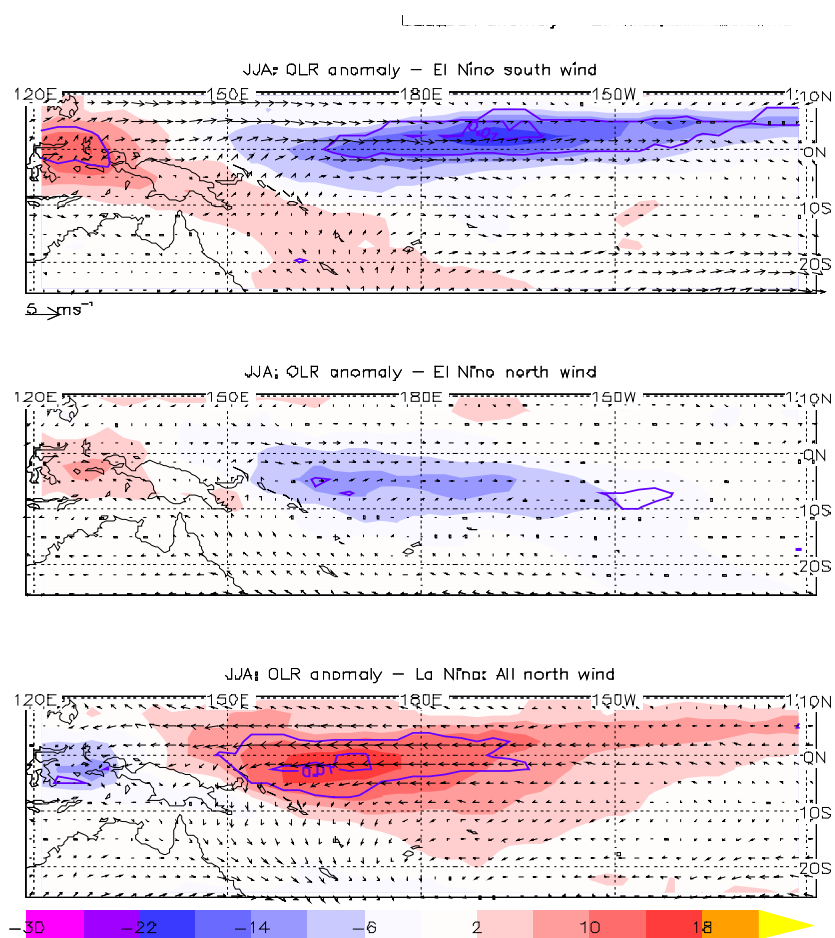 JJA: OLR anomaly – El Nino south wind
120E 150E 180E 150W 10N
0N
10S
20S
5 ms⁻¹
JJA: OLR anomaly – El Nino north wind
120E 150E 180E 150W
0N
10S
20S
JJA: OLR anomaly – La Nina: All north wind
120E 150E 180E 150W
0N
0.01
10S
20S
−30 −22 −14 −6 2 10 18